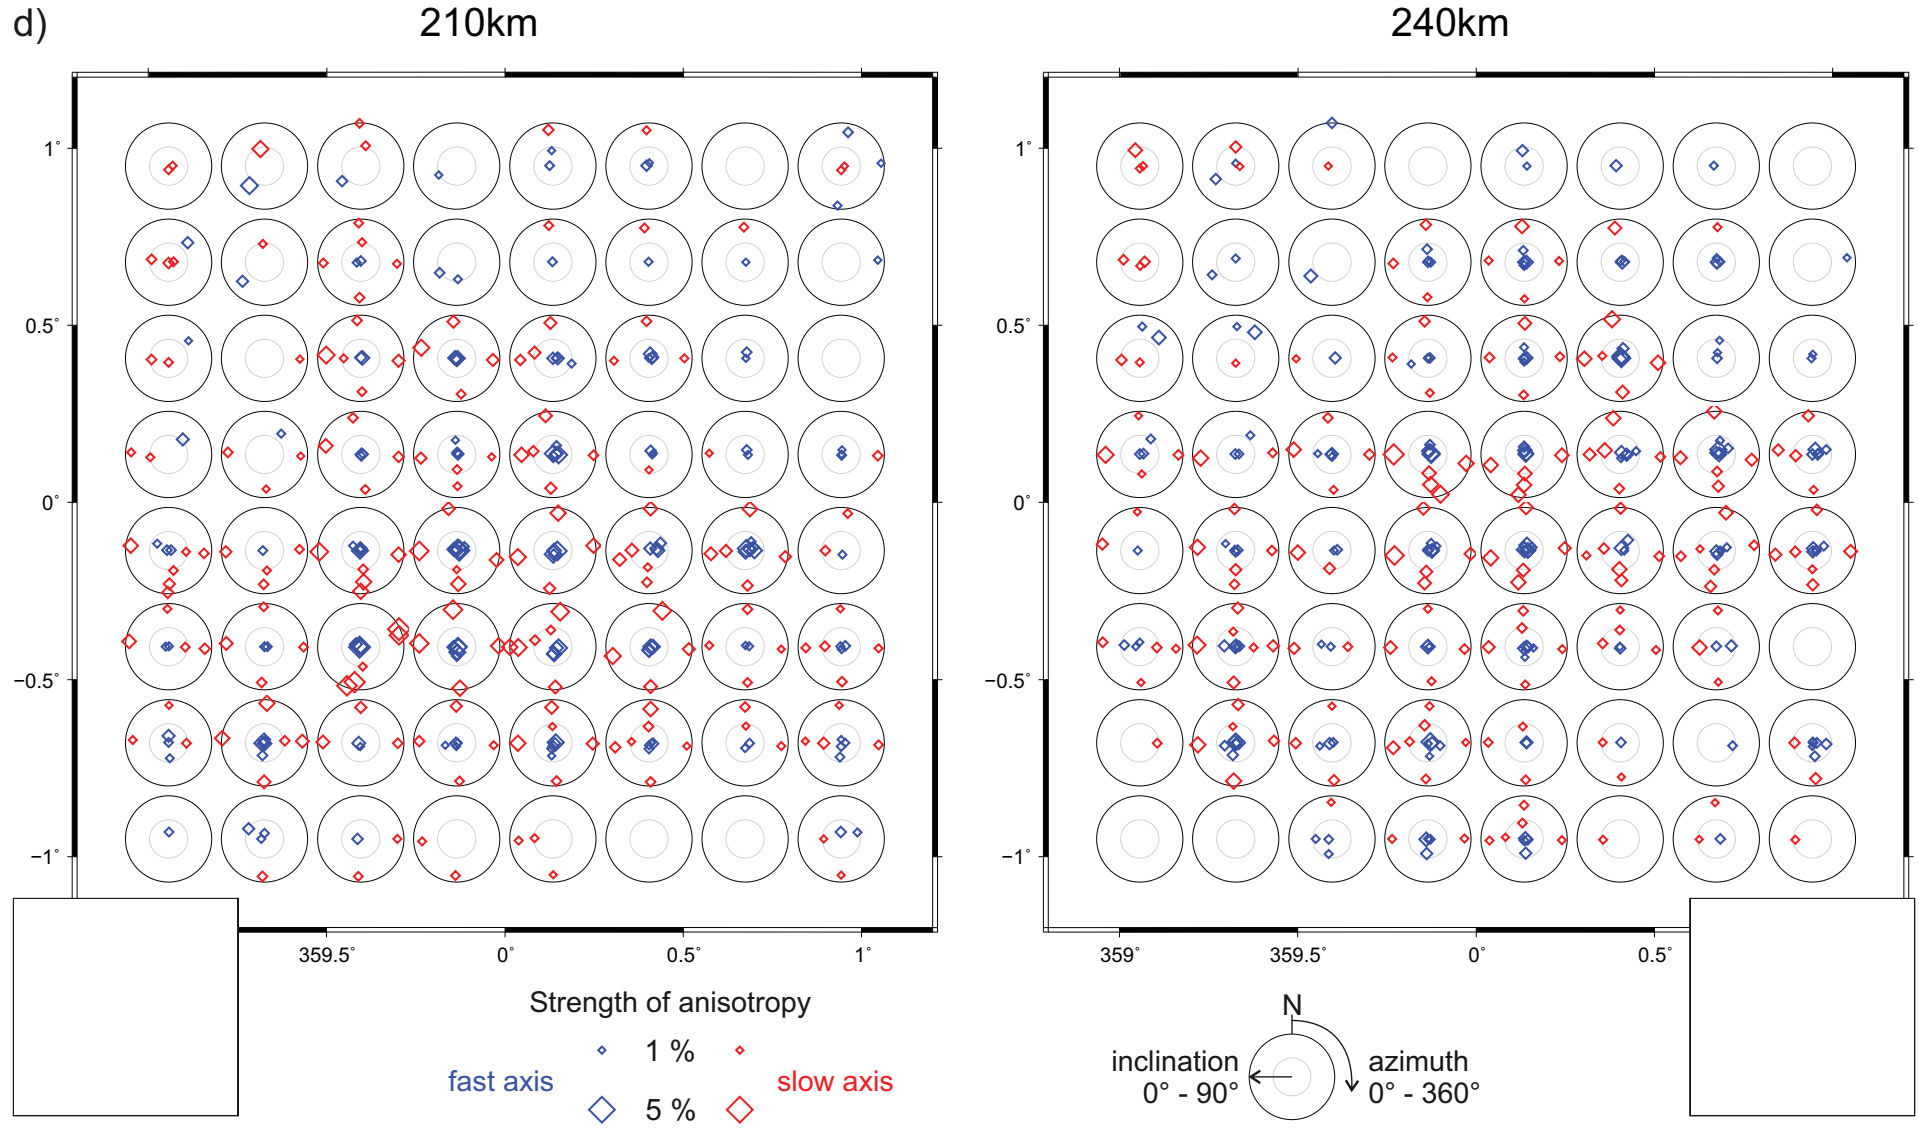 d)
210km
240km
1°
0.5°
0°
−0.5°
−1°
359.5°
0°
0.5°
1°
1°
0.5°
0°
−0.5°
−1°
359°
359.5°
0°
0.5°
Strength of anisotropy
1 %
fast axis
slow axis
5 %
N
inclination
0° - 90°
azimuth
0° - 360°